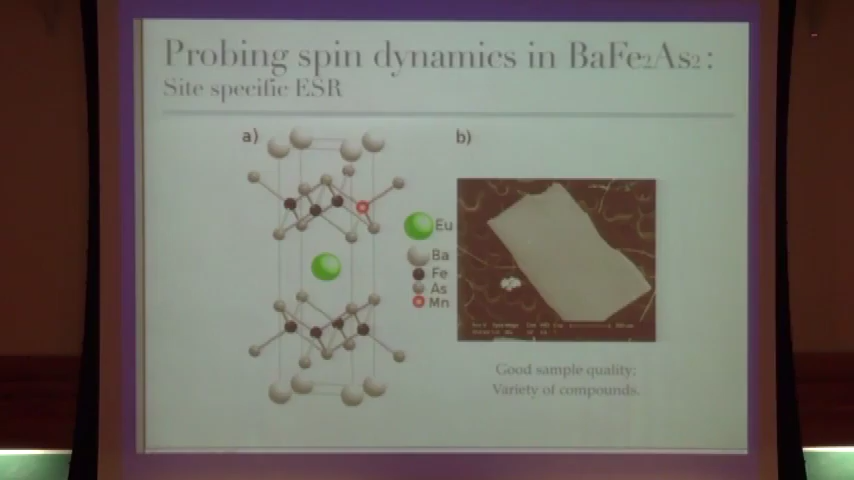 Probing spin dynamics in BaFe2As2:
Site specific ESR
a)
b)
Eu
Ba
Fe
As
Mn
Good sample quality;
Variety of compounds.